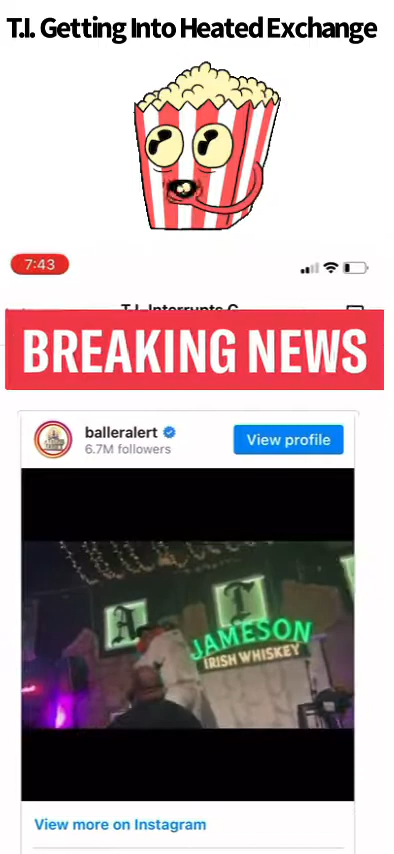 T.I. Getting Into Heated Exchange
7:43
T.I. Interrupts C
BREAKING NEWS
balleralert
6.7M followers
View profile
A
T
JAMESON
IRISH WHISKEY
View more on Instagram